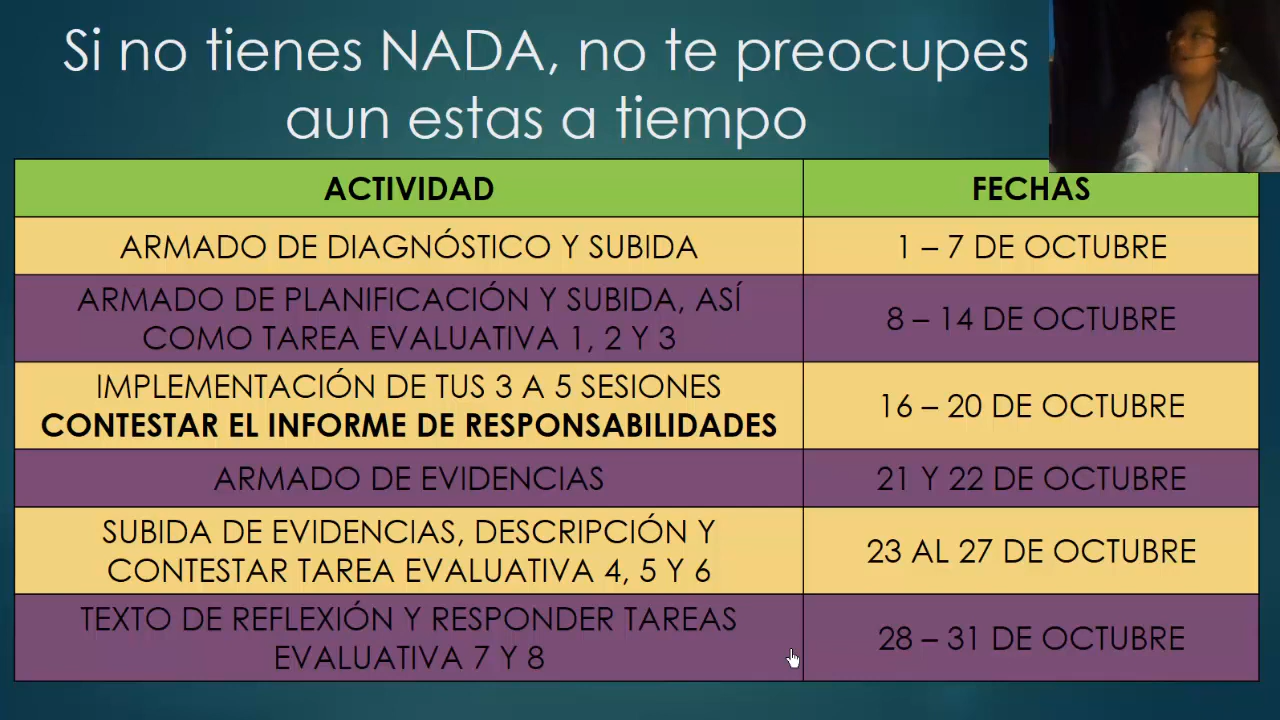 Si no tienes NADA, no te preocupes
aun estas a tiempo
ACTIVIDAD
FECHAS
ARMADO DE DIAGNÓSTICO Y SUBIDA
1 – 7 DE OCTUBRE
ARMADO DE PLANIFICACIÓN Y SUBIDA, ASÍ
COMO TAREA EVALUATIVA 1, 2 Y 3
8 – 14 DE OCTUBRE
IMPLEMENTACIÓN DE TUS 3 A 5 SESIONES
CONTESTAR EL INFORME DE RESPONSABILIDADES
16 – 20 DE OCTUBRE
ARMADO DE EVIDENCIAS
21 Y 22 DE OCTUBRE
SUBIDA DE EVIDENCIAS, DESCRIPCIÓN Y
CONTESTAR TAREA EVALUATIVA 4, 5 Y 6
23 AL 27 DE OCTUBRE
TEXTO DE REFLEXIÓN Y RESPONDER TAREAS
EVALUATIVA 7 Y 8
28 – 31 DE OCTUBRE